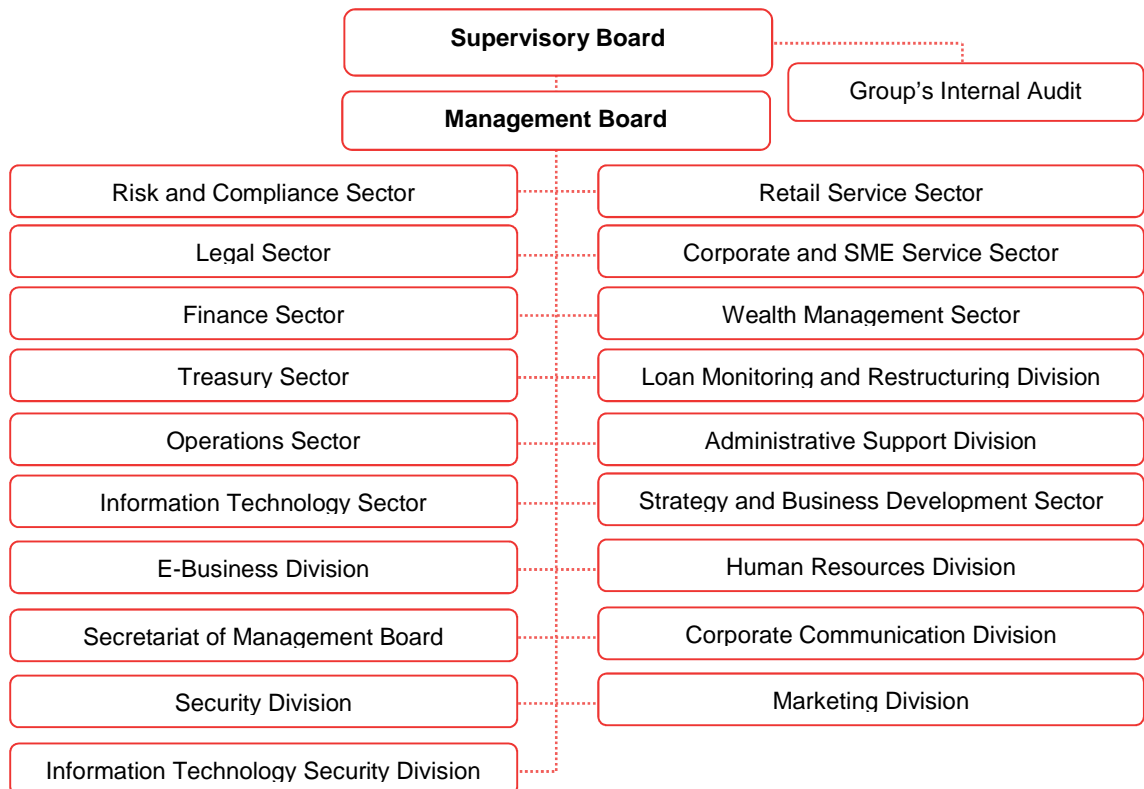 Supervisory Board
Group’s Internal Audit
Management Board
Risk and Compliance Sector
Retail Service Sector
Legal Sector
Corporate and SME Service Sector
Finance Sector
Wealth Management Sector
Treasury Sector
Loan Monitoring and Restructuring Division
Operations Sector
Administrative Support Division
Information Technology Sector
Strategy and Business Development Sector
E-Business Division
Human Resources Division
Secretariat of Management Board
Corporate Communication Division
Security Division
Marketing Division
Information Technology Security Division